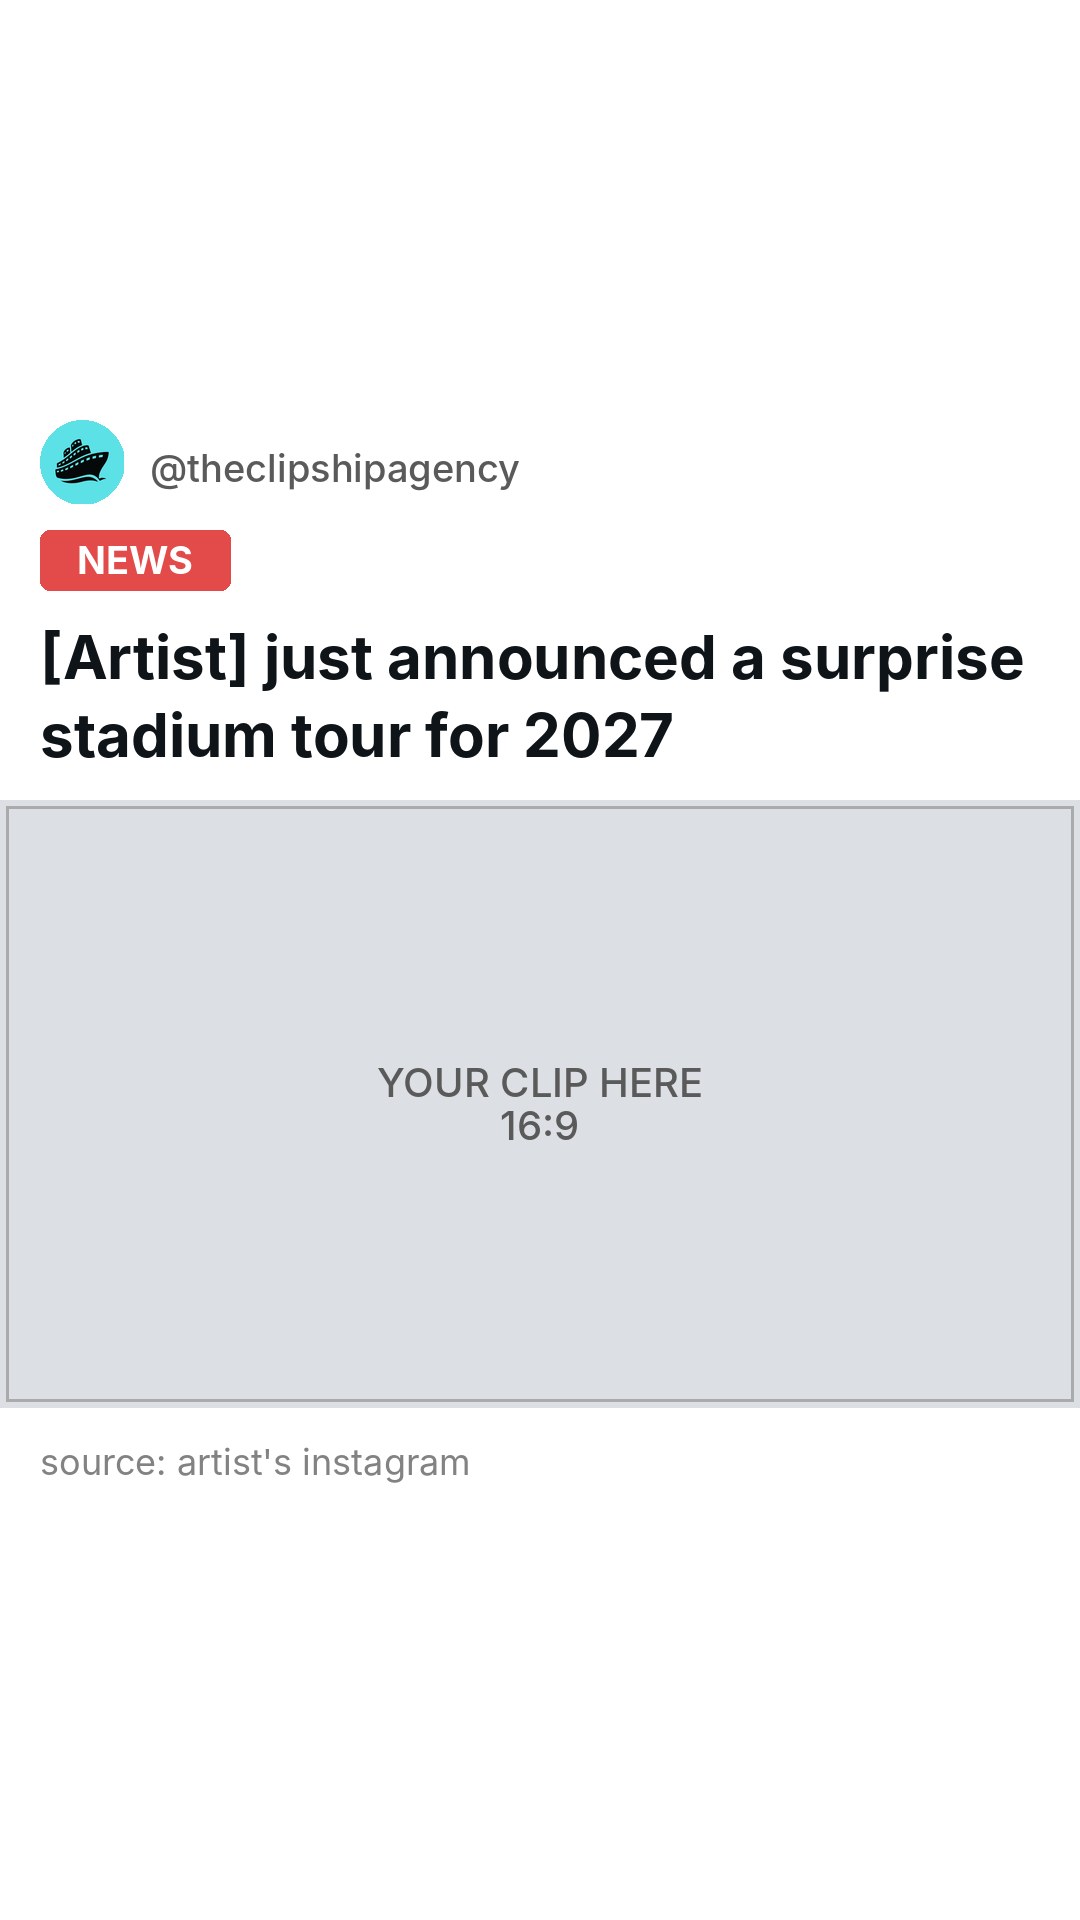 @theclipshipagency
NEWS
[Artist] just announced a surprise
stadium tour for 2027
YOUR CLIP HERE
16:9
source: artist's instagram